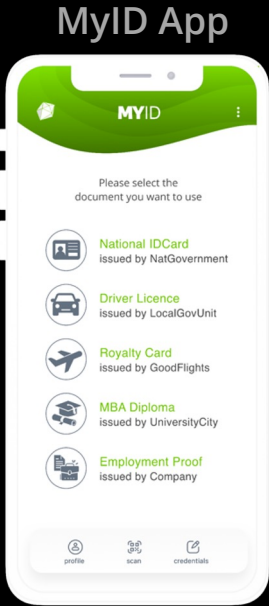 MyID App
MYID
Please select the
document you want to use
National IDCard
issued by NatGovernment
Driver Licence
issued by LocalGovUnit
Royalty Card
issued by GoodFlights
MBA Diploma
issued by UniversityCity
Employment Proof
issued by Company
profile scan credentials